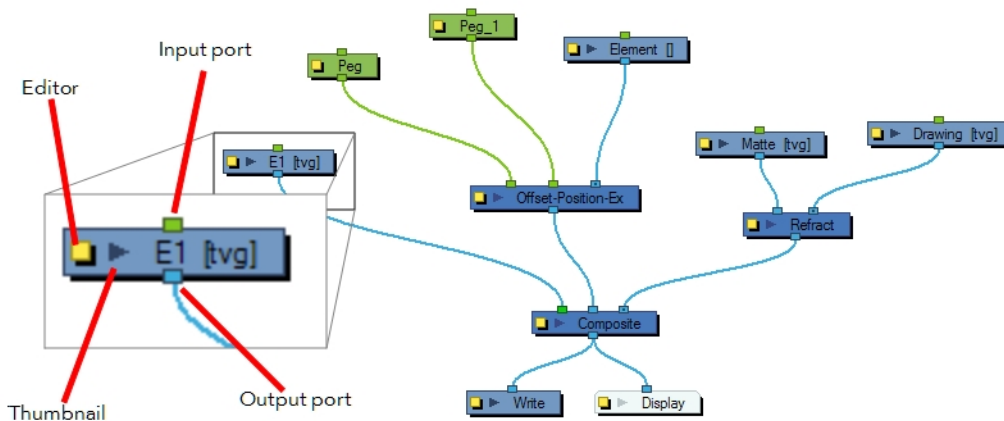 Input port
Editor
E1 [tvg]
Thumbnail
Output port
E1 [tvg]
Peg
Peg_1
Element []
Offset-Position-Ex
Matte [tvg]
Drawing [tvg]
Refract
Composite
Write
Display